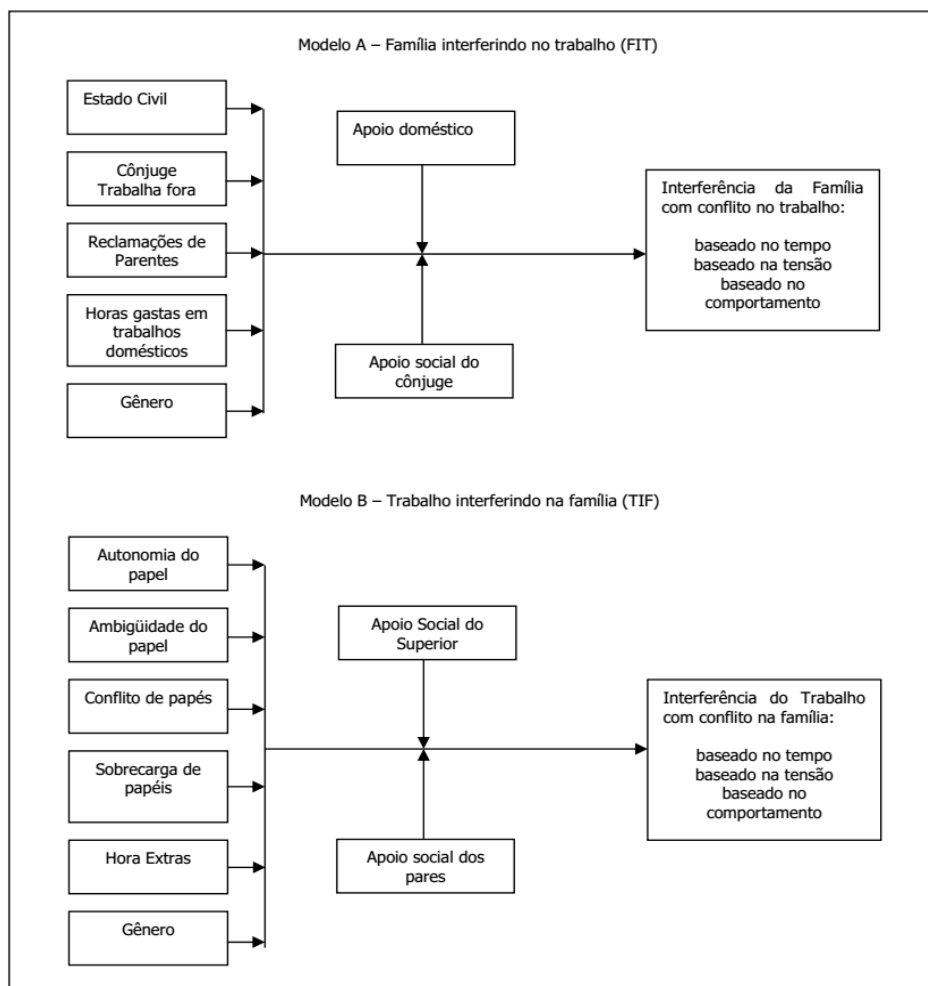 Modelo A – Família interferindo no trabalho (FIT)
Estado Civil
Cônjuge
Trabalha fora
Reclamações de
Parentes
Horas gastas em
trabalhos
domésticos
Gênero
Apoio doméstico
Apoio social do
cônjuge
Interferência da Família
com conflito no trabalho:
baseado no tempo
baseado na tensão
baseado no
comportamento
Modelo B – Trabalho interferindo na família (TIF)
Autonomia do
papel
Ambigüidade do
papel
Conflito de papés
Sobrecarga de
papéis
Hora Extras
Gênero
Apoio Social do
Superior
Apoio social dos
pares
Interferência do Trabalho
com conflito na família:
baseado no tempo
baseado na tensão
baseado no
comportamento